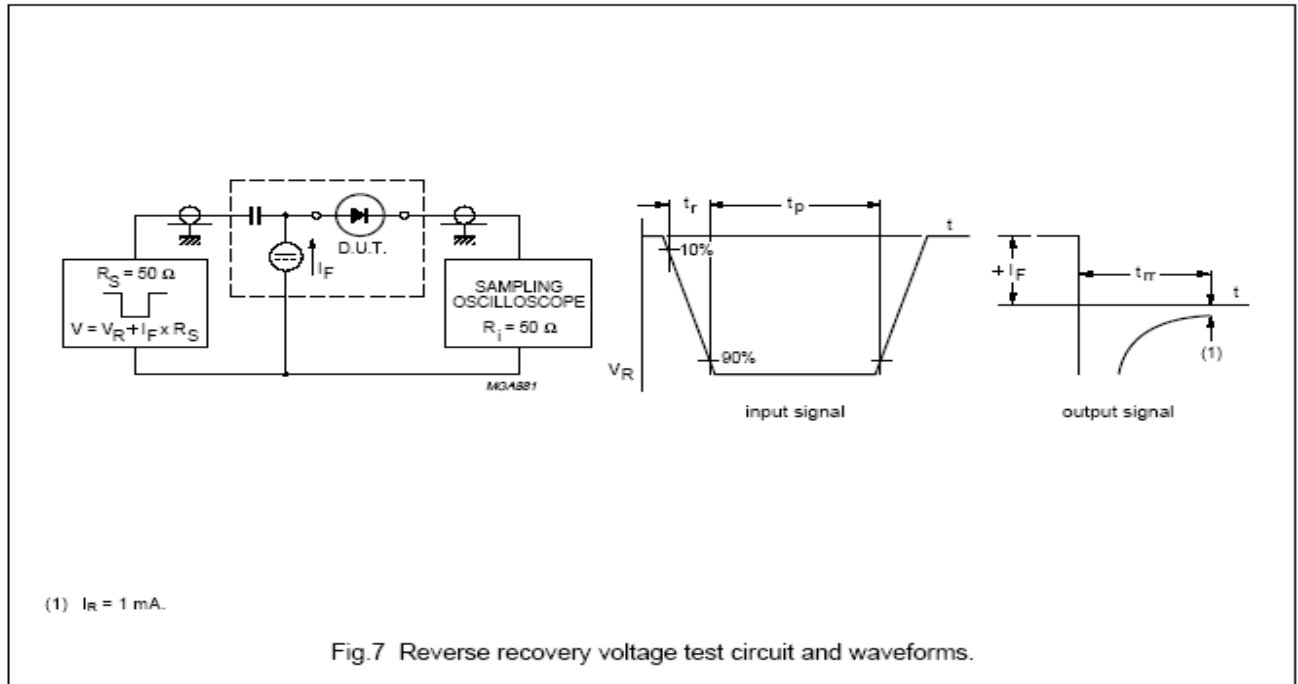 R_S = 50 Ω
V = V_R + I_F x R_S
I_F
D.U.T.
SAMPLING
OSCILLOSCOPE
R_i = 50 Ω
MGA881
t_r
t_p
t
10%
90%
V_R
input signal
+ I_F
t_rr
t
(1)
output signal
(1) I_R = 1 mA.
Fig.7 Reverse recovery voltage test circuit and waveforms.